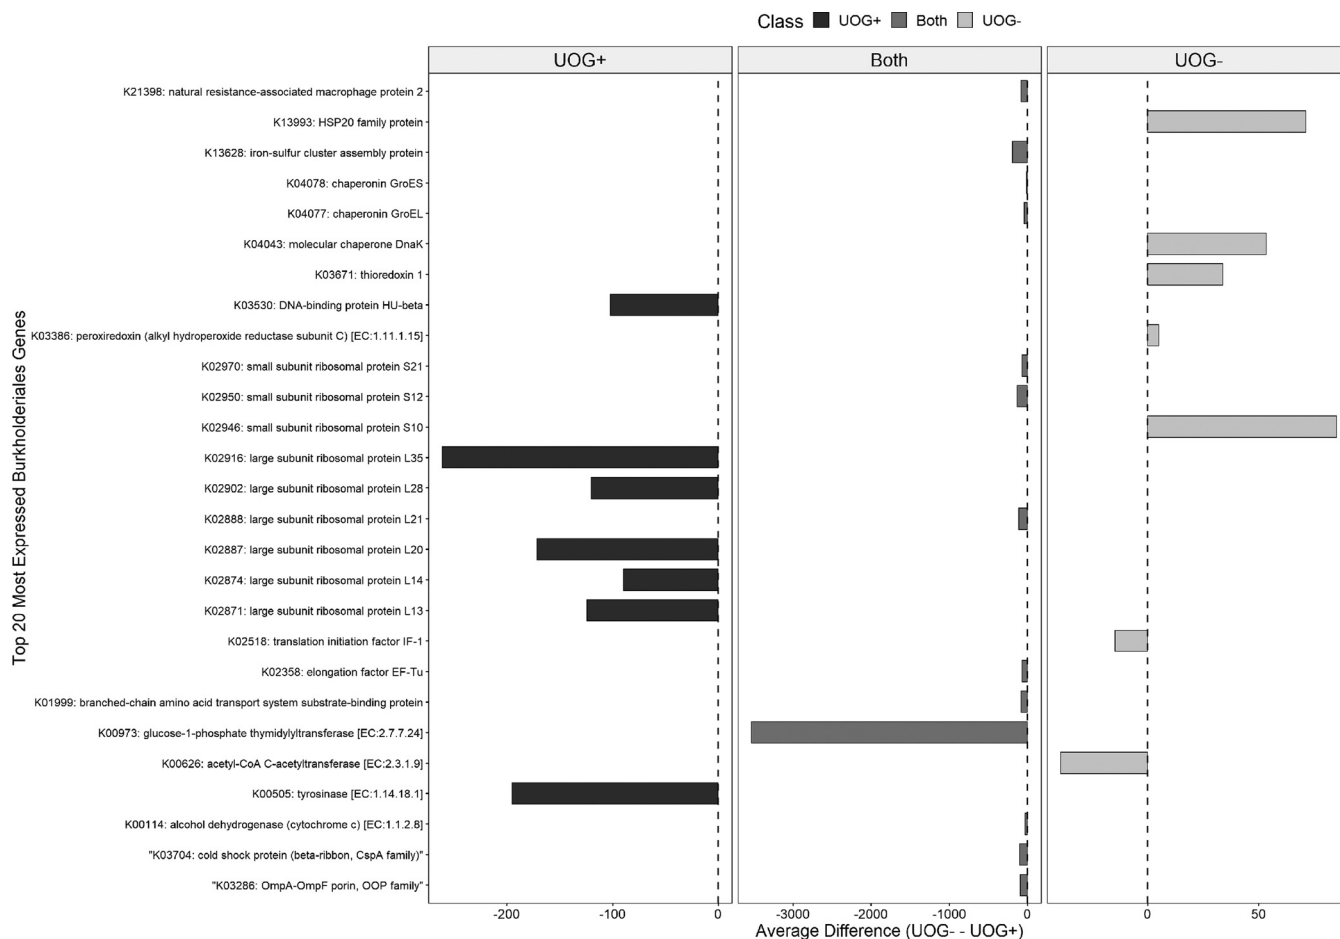 Class UOG+ Both UOG-
UOG+ Both UOG-
Top 20 Most Expressed Burkholderiales Genes
K21398: natural resistance-associated macrophage protein 2
K13993: HSP20 family protein
K13628: iron-sulfur cluster assembly protein
K04078: chaperonin GroES
K04077: chaperonin GroEL
K04043: molecular chaperone DnaK
K03671: thioredoxin 1
K03530: DNA-binding protein HU-beta
K03386: peroxiredoxin (alkyl hydroperoxide reductase subunit C) [EC:1.11.1.15]
K02970: small subunit ribosomal protein S21
K02950: small subunit ribosomal protein S12
K02946: small subunit ribosomal protein S10
K02916: large subunit ribosomal protein L35
K02902: large subunit ribosomal protein L28
K02888: large subunit ribosomal protein L21
K02887: large subunit ribosomal protein L20
K02874: large subunit ribosomal protein L14
K02871: large subunit ribosomal protein L13
K02518: translation initiation factor IF-1
K02358: elongation factor EF-Tu
K01999: branched-chain amino acid transport system substrate-binding protein
K00973: glucose-1-phosphate thymidylyltransferase [EC:2.7.7.24]
K00626: acetyl-CoA C-acetyltransferase [EC:2.3.1.9]
K00505: tyrosinase [EC:1.14.18.1]
K00114: alcohol dehydrogenase (cytochrome c) [EC:1.1.2.8]
"K03704: cold shock protein (beta-ribbon, CspA family)"
"K03286: OmpA-OmpF porin, OOP family"
-200 -100 0 -3000 -2000 -1000 0 0 50
Average Difference (UOG- - UOG+)